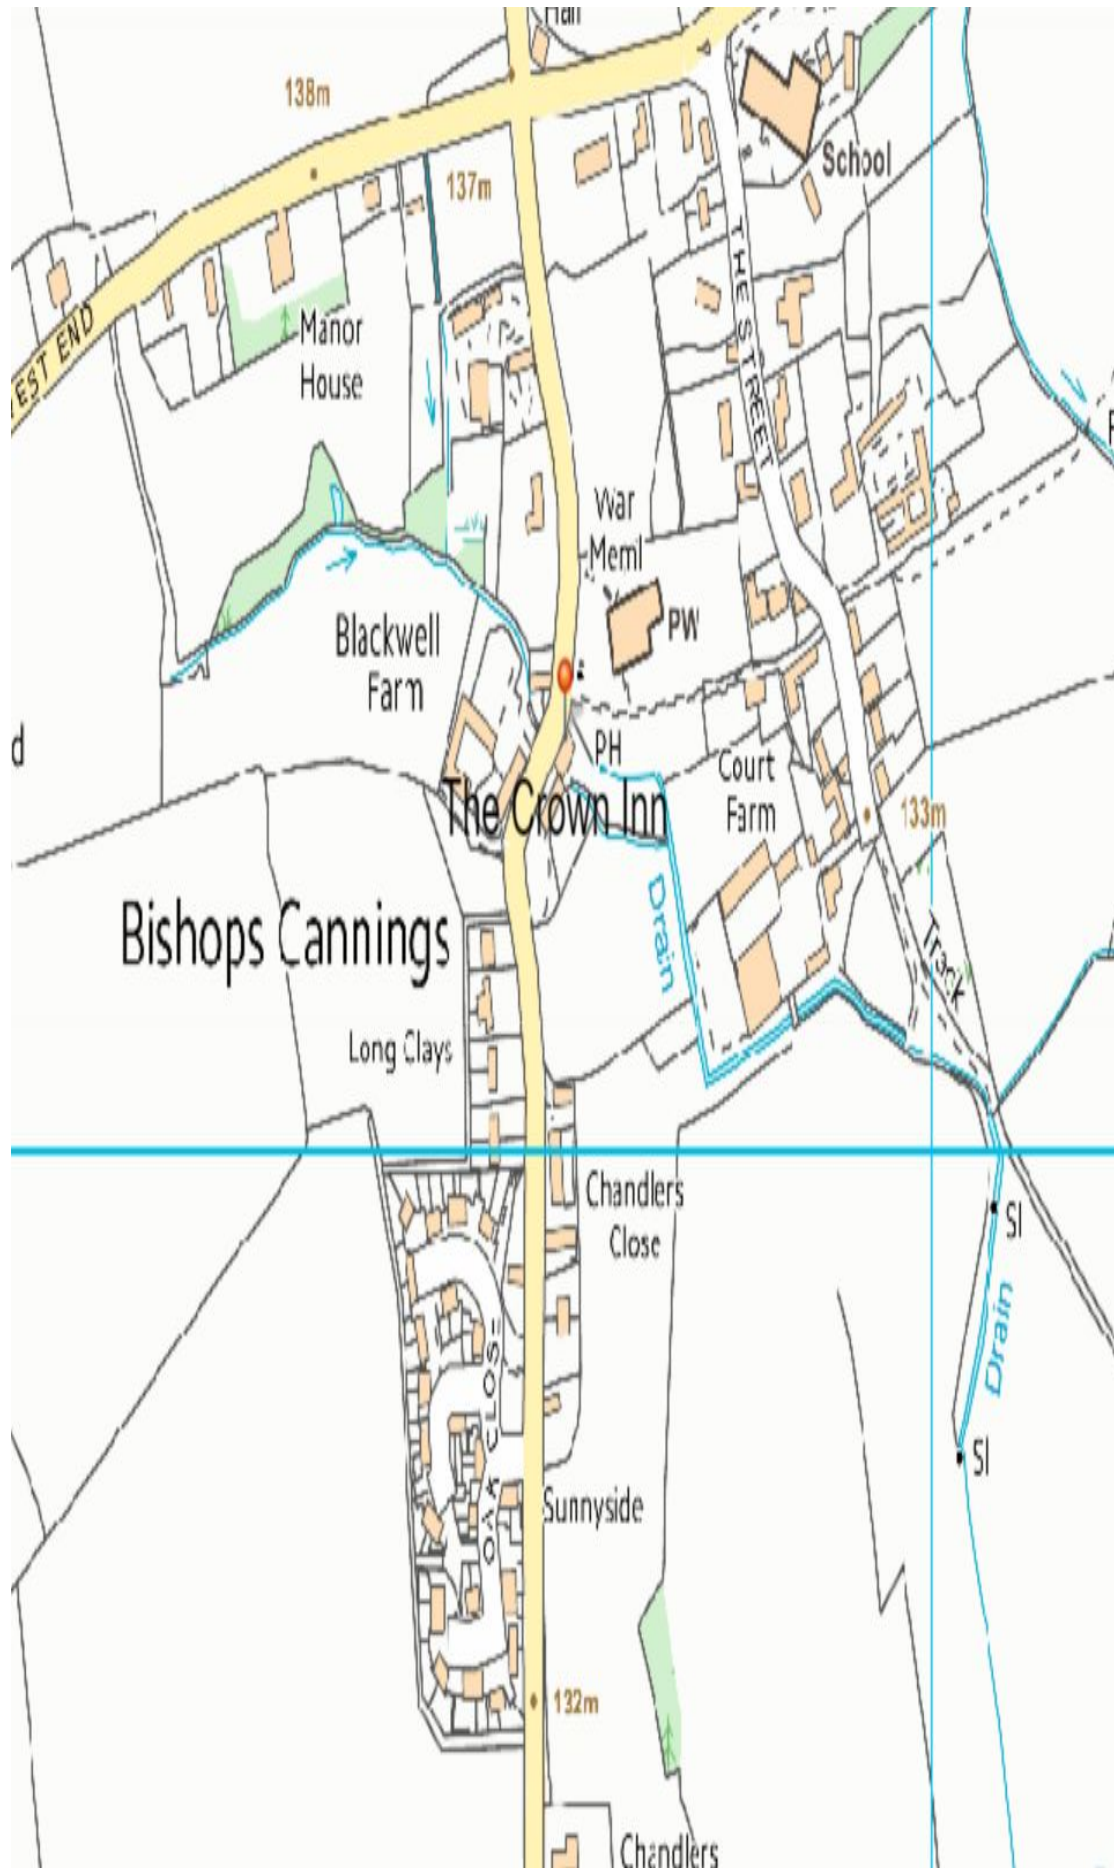 Hall
138m
School
137m
THE STREET
EST END
Manor
House
War
Meml
PW
Blackwell
Farm
d
PH
Court
Farm
The Crown Inn
133m
Drain
Bishops Cannings
Track
Long Clays
Chandlers
Close
Sl
Drain
OAK CLOSE
Sl
Sunnyside
132m
Chandlers